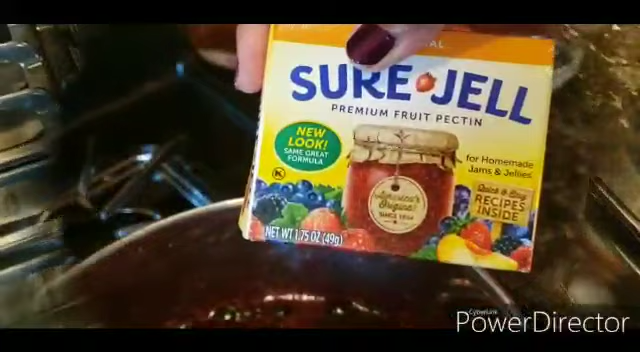 SURE JELL
PREMIUM FRUIT PECTIN
NEW
LOOK!
SAME GREAT
FORMULA
K
for Homemade
Jams & Jellies
America's
Original
SINCE 1934
Quick & Easy
RECIPES
INSIDE
NET WT 1.75 OZ (49g)
CyberLink
PowerDirector